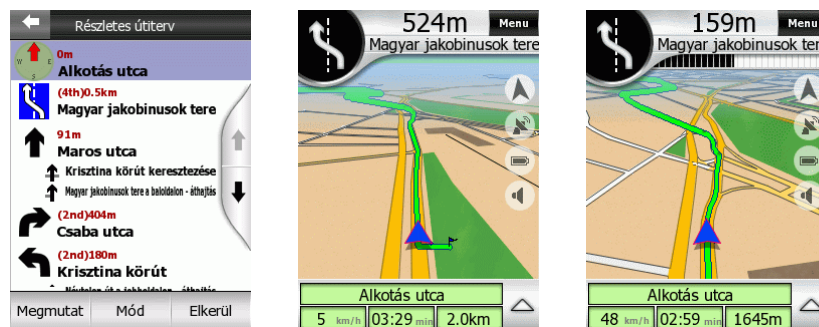 Részletes útiterv
0m
Alkotás utca
(4th)0.5km
Magyar jakobinusok tere
91m
Maros utca
Krisztina körút keresztezése
Magyar jakobinusok tere a baloldalon - áthajtás
(2nd)404m
Csaba utca
(2nd)180m
Krisztina körút
Megmutat Mód Elkerül
524m Menu
Magyar jakobinusok tere
Alkotás utca
5 km/h 03:29 min 2.0km
159m Menu
Magyar jakobinusok ter
Alkotás utca
48 km/h 02:59 min 1645m